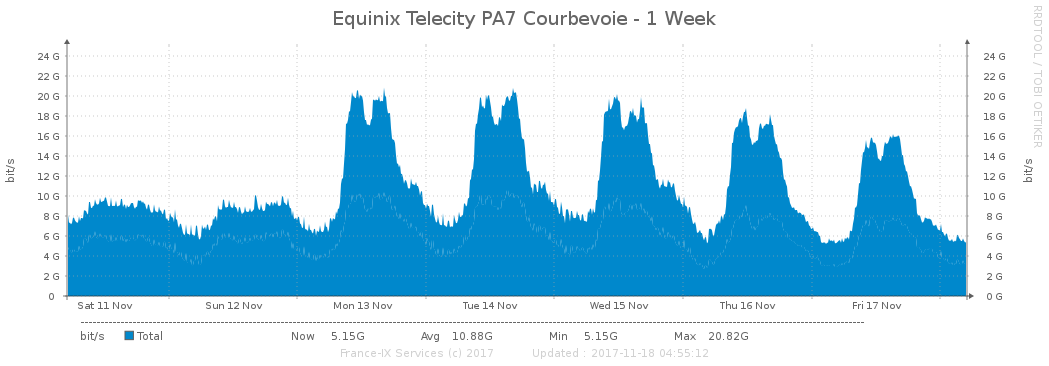 Equinix Telecity PA7 Courbevoie - 1 Week
RRDTOOL / TOBI OETIKER
24 G 24 G
22 G 22 G
20 G 20 G
18 G 18 G
16 G 16 G
14 G 14 G
12 G 12 G
10 G 10 G
8 G 8 G
6 G 6 G
4 G 4 G
2 G 2 G
0 0 G
bit/s
bit/s
Sat 11 Nov Sun 12 Nov Mon 13 Nov Tue 14 Nov Wed 15 Nov Thu 16 Nov Fri 17 Nov
bit/s Total Now 5.15G Avg 10.88G Min 5.15G Max 20.82G
France-IX Services (c) 2017 Updated : 2017-11-18 04:55:12